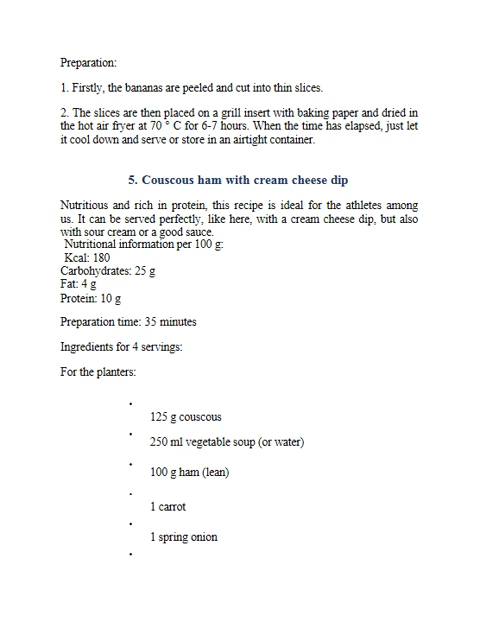 Preparation:
1. Firstly, the bananas are peeled and cut into thin slices.
2. The slices are then placed on a grill insert with baking paper and dried in
the hot air fryer at 70 ° C for 6-7 hours. When the time has elapsed, just let
it cool down and serve or store in an airtight container.
5. Couscous ham with cream cheese dip
Nutritious and rich in protein, this recipe is ideal for the athletes among
us. It can be served perfectly, like here, with a cream cheese dip, but also
with sour cream or a good sauce.
Nutritional information per 100 g:
Kcal: 180
Carbohydrates: 25 g
Fat: 4 g
Protein: 10 g
Preparation time: 35 minutes
Ingredients for 4 servings:
For the planters:
•
125 g couscous
•
250 ml vegetable soup (or water)
•
100 g ham (lean)
•
1 carrot
•
1 spring onion
•